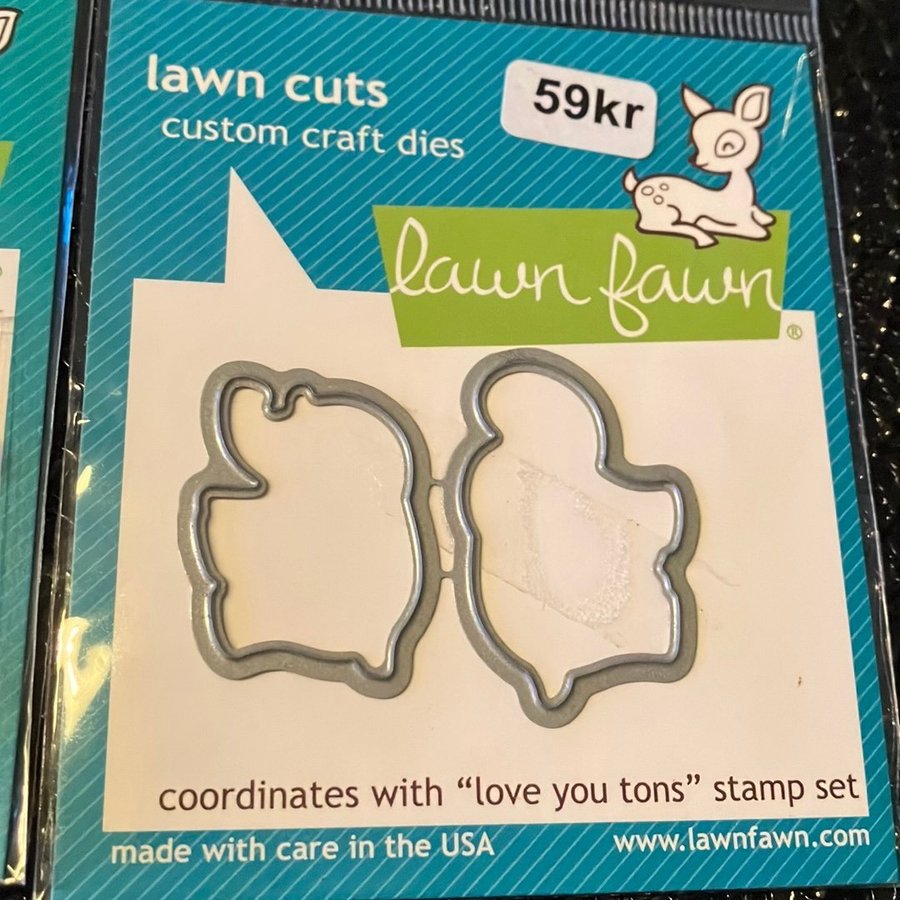 lawn cuts
custom craft dies
59kr
lawn fawn
®
coordinates with “love you tons” stamp set
made with care in the USA
www.lawnfawn.com